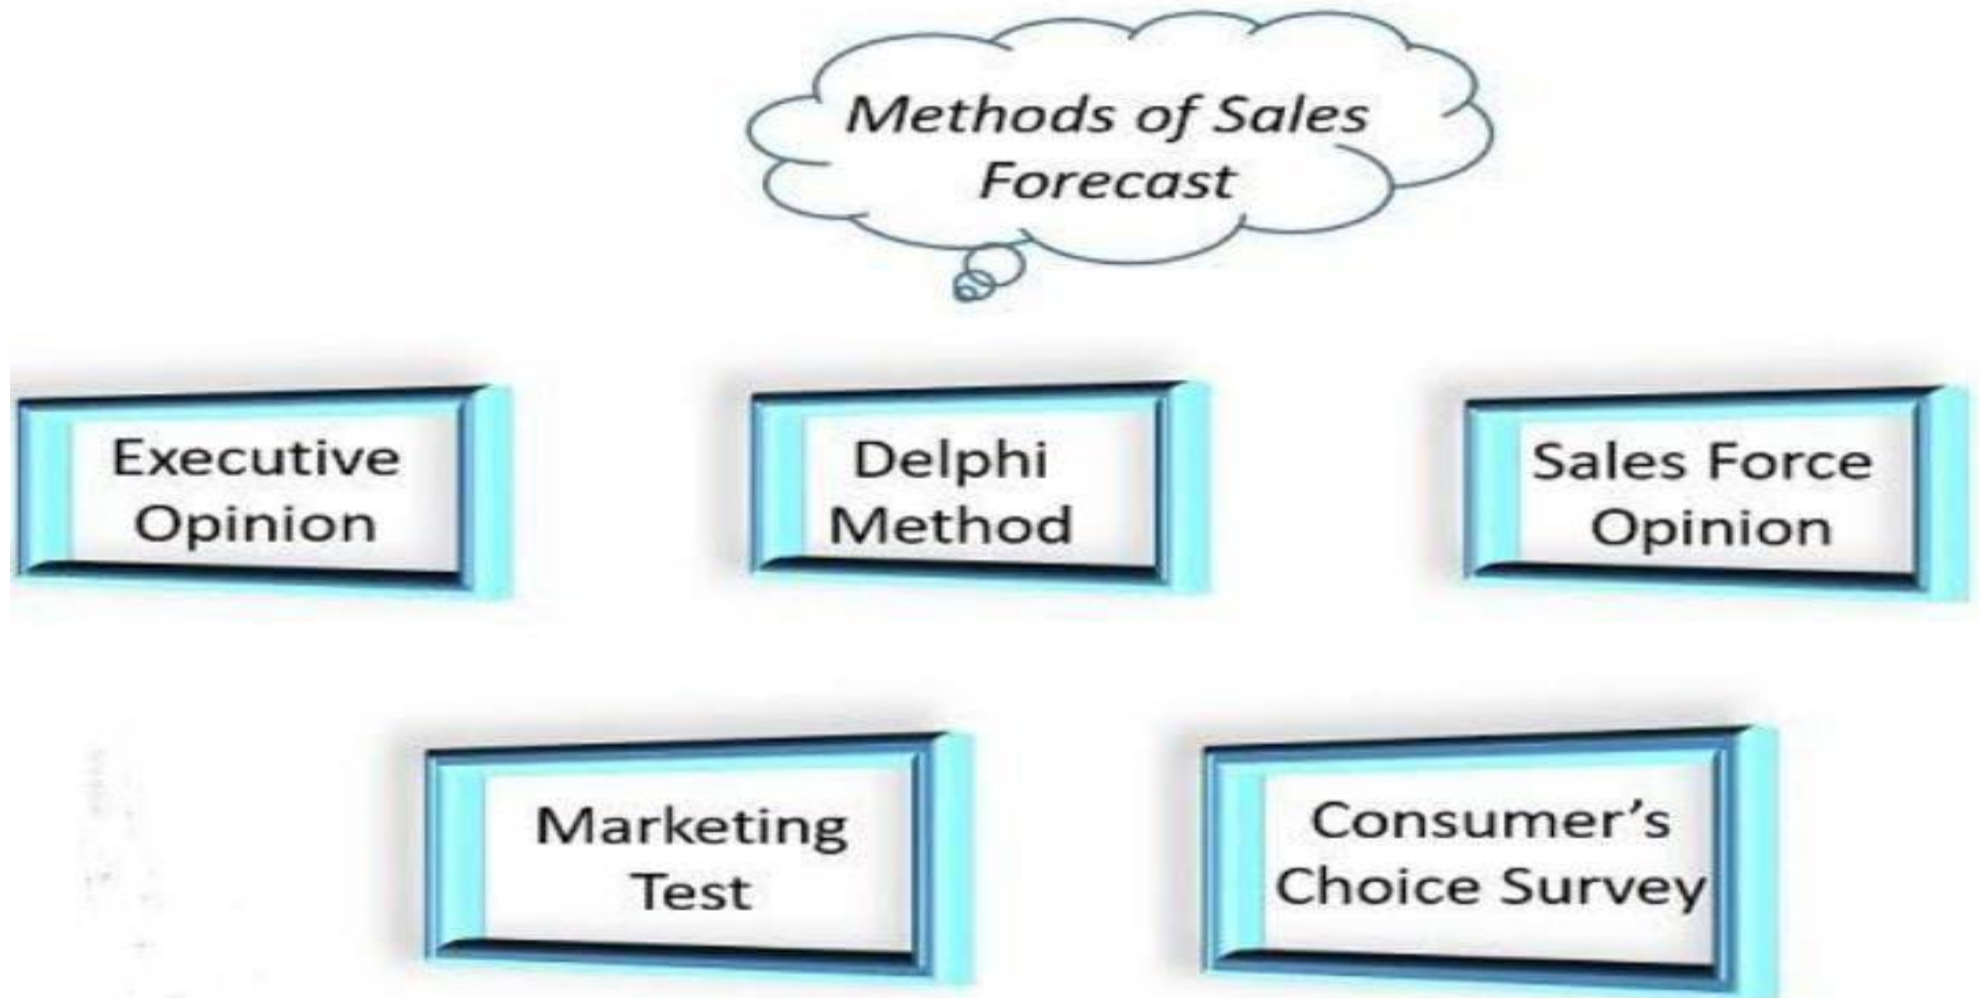 Methods of Sales
Forecast
Executive
Opinion
Delphi
Method
Sales Force
Opinion
Marketing
Test
Consumer’s
Choice Survey